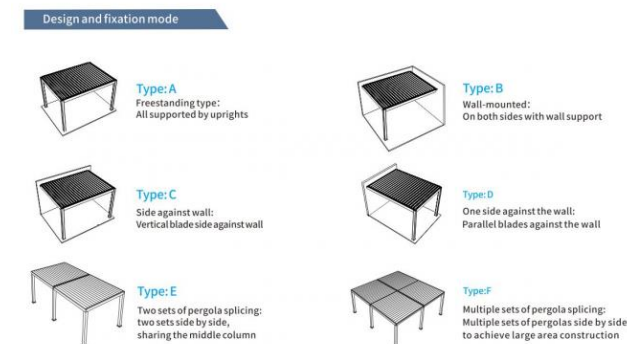 Design and fixation mode
Type: A
Freestanding type:
All supported by uprights
Type: B
Wall-mounted:
On both sides with wall support
Type: C
Side against wall:
Vertical blade side against wall
Type: D
One side against the wall:
Parallel blades against the wall
Type: E
Two sets of pergola splicing:
two sets side by side,
sharing the middle column
Type:F
Multiple sets of pergola splicing:
Multiple sets of pergolas side by side
to achieve large area construction